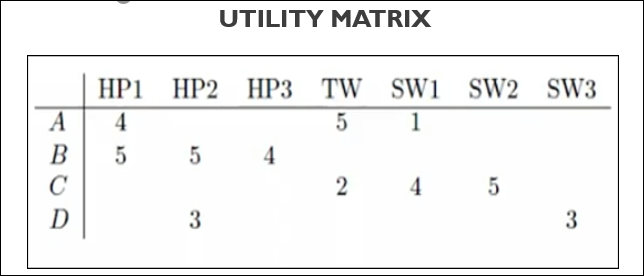 UTILITY MATRIX
HP1 HP2 HP3 TW SW1 SW2 SW3
A 4 5 1
B 5 5 4
C 2 4 5
D 3 3